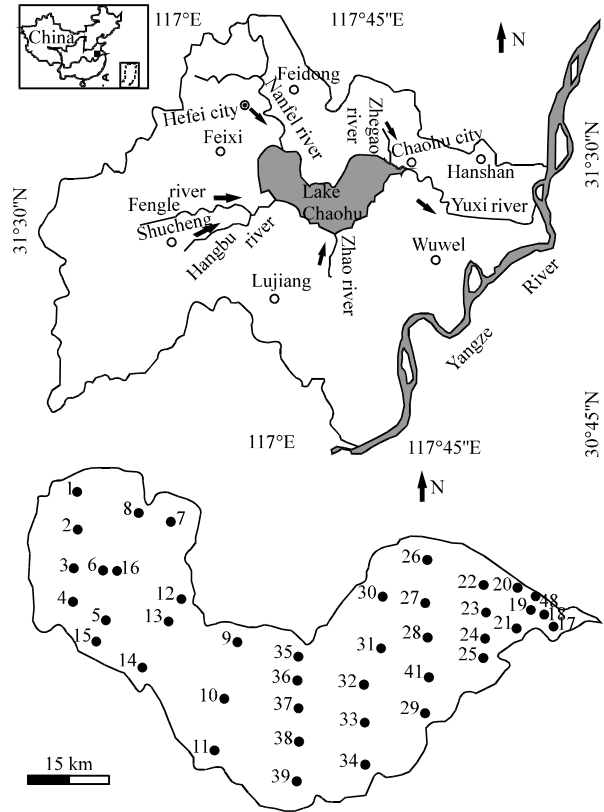 117°E
117°45"E
N
China
Feidong
Nanfel river
Hefei city
Zhegao
river
Chaohu city
Feixi
Hanshan
31°30"N
31°30"N
Lake
Chaohu
Yuxi river
river
Fengle
Shucheng
Hangbu
river
Zhao river
Wuwel
Lujiang
River
Yangze
30°45"N
117°E
117°45"E
N
1
8
7
2
26
3
6
16
22
20
48
4
12
30
27
23
19
18
17
5
13
21
15
9
28
24
31
35
25
14
36
32
41
10
37
33
29
38
11
34
39
15 km